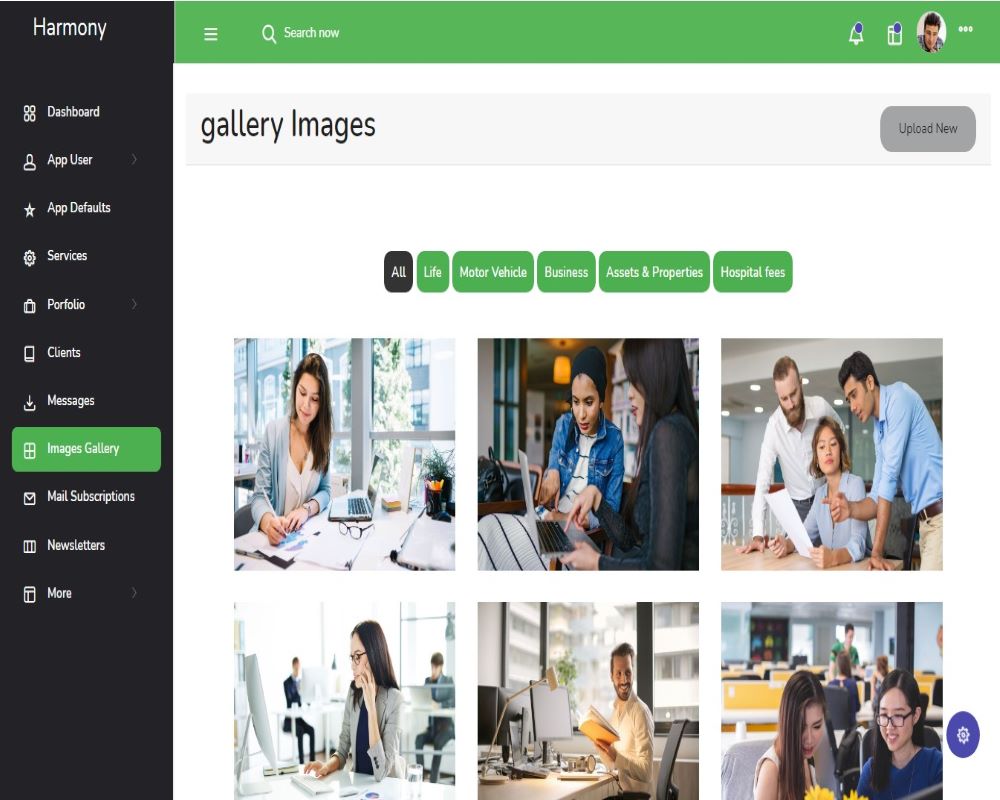 Harmony
Search now
Dashboard
App User
App Defaults
Services
Porfolio
Clients
Messages
Images Gallery
Mail Subscriptions
Newsletters
More
gallery Images
Upload New
All
Life
Motor Vehicle
Business
Assets & Properties
Hospital fees